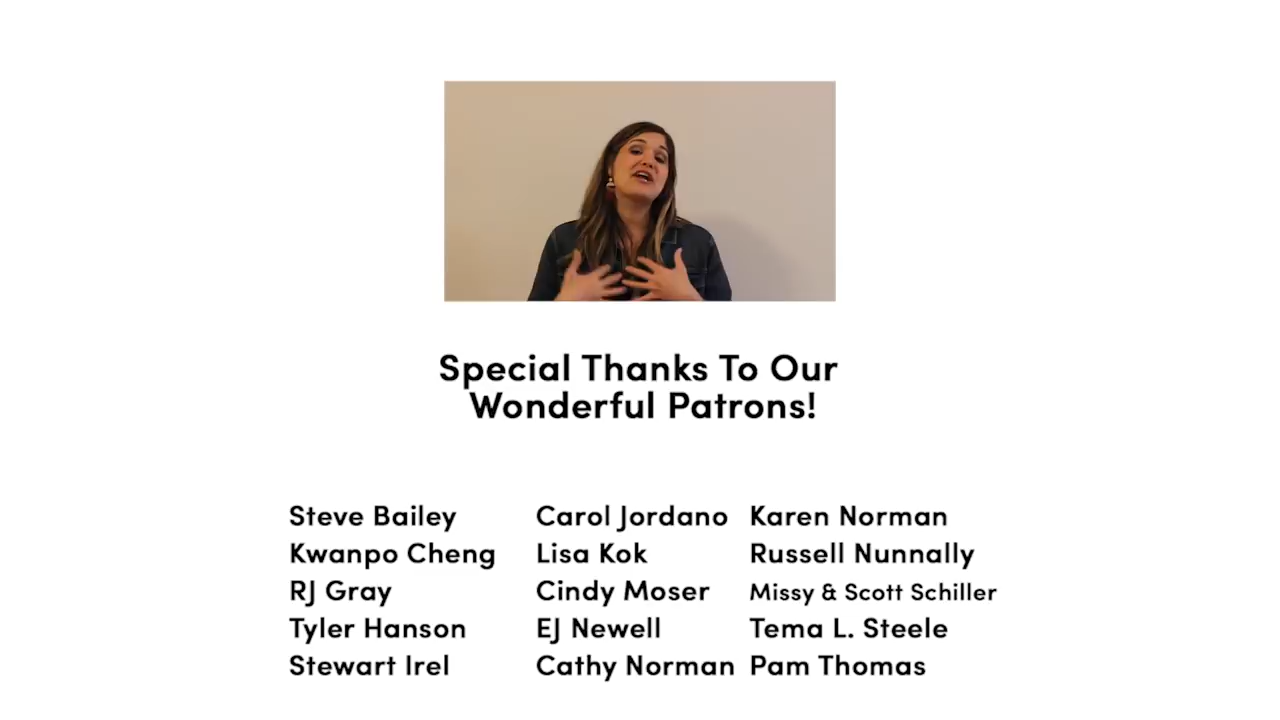 Special Thanks To Our
Wonderful Patrons!
Steve Bailey
Kwanpo Cheng
RJ Gray
Tyler Hanson
Stewart Irel
Carol Jordano
Lisa Kok
Cindy Moser
EJ Newell
Cathy Norman
Karen Norman
Russell Nunnally
Missy & Scott Schiller
Tema L. Steele
Pam Thomas